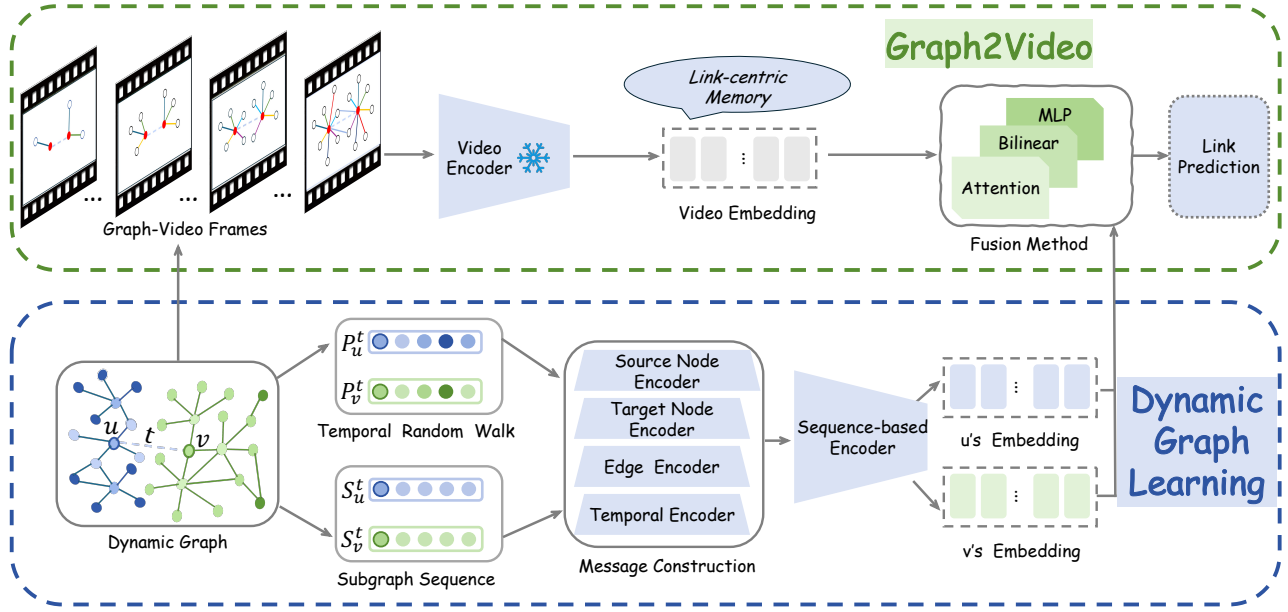 Graph2Video
Link-centric
Memory
MLP
Bilinear
Attention
Video
Encoder
Link
Prediction
...
...
...
...
Video Embedding
Graph-Video Frames
Fusion Method
P_u^t
P_v^t
Temporal Random Walk
S_u^t
S_v^t
Subgraph Sequence
u
t
v
Dynamic Graph
Source Node
Encoder
Target Node
Encoder
Edge Encoder
Temporal Encoder
Message Construction
Sequence-based
Encoder
...
u's Embedding
...
v's Embedding
Dynamic
Graph
Learning